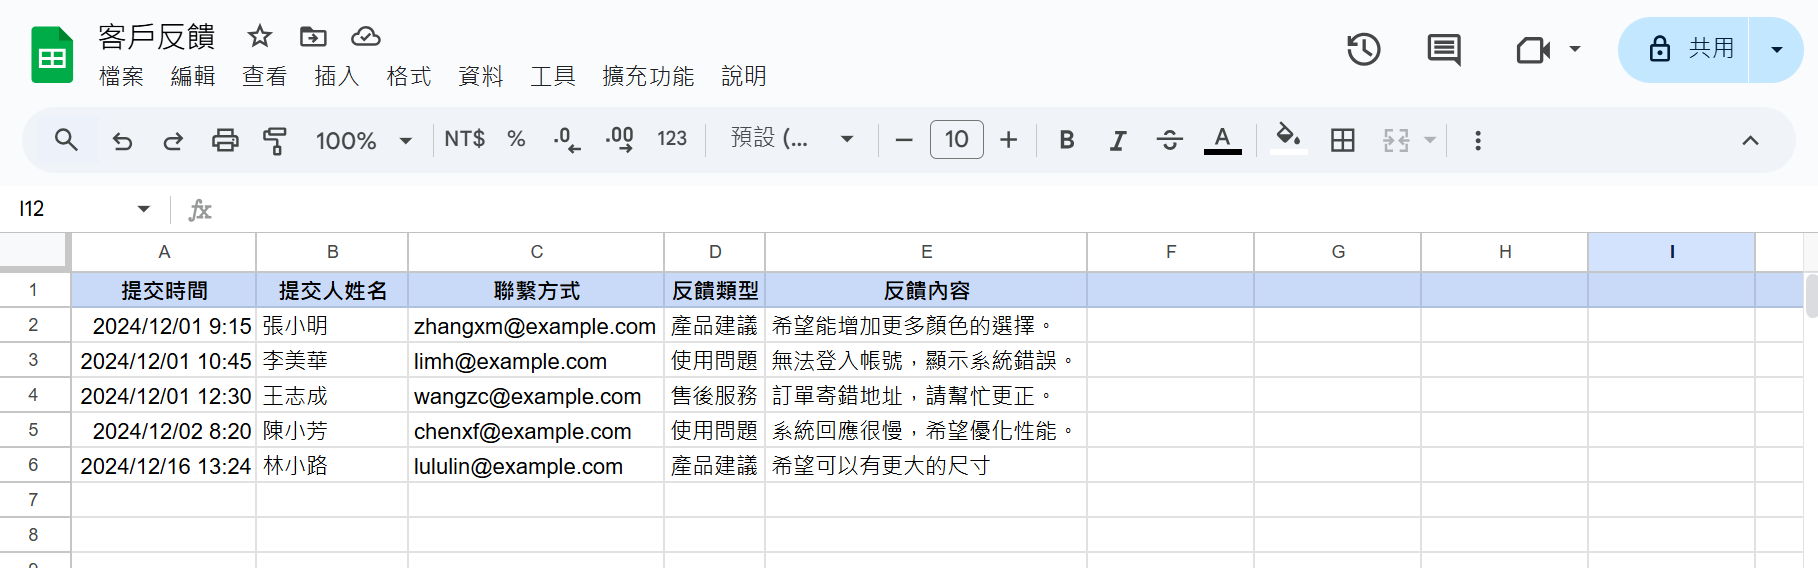 客戶反饋
檔案 編輯 查看 插入 格式 資料 工具 擴充功能 說明
共用
100% NT$ % .0 .00 123 預設 (... 10 B I A
I12 fx
A B C D E F G H I
1 提交時間 提交人姓名 聯繫方式 反饋類型 反饋內容
2 2024/12/01 9:15 張小明 zhangxm@example.com 產品建議 希望能增加更多顏色的選擇。
3 2024/12/01 10:45 李美華 limh@example.com 使用問題 無法登入帳號，顯示系統錯誤。
4 2024/12/01 12:30 王志成 wangzc@example.com 售後服務 訂單寄錯地址，請幫忙更正。
5 2024/12/02 8:20 陳小芳 chenxf@example.com 使用問題 系統回應很慢，希望優化性能。
6 2024/12/16 13:24 林小路 lululin@example.com 產品建議 希望可以有更大的尺寸
7
8